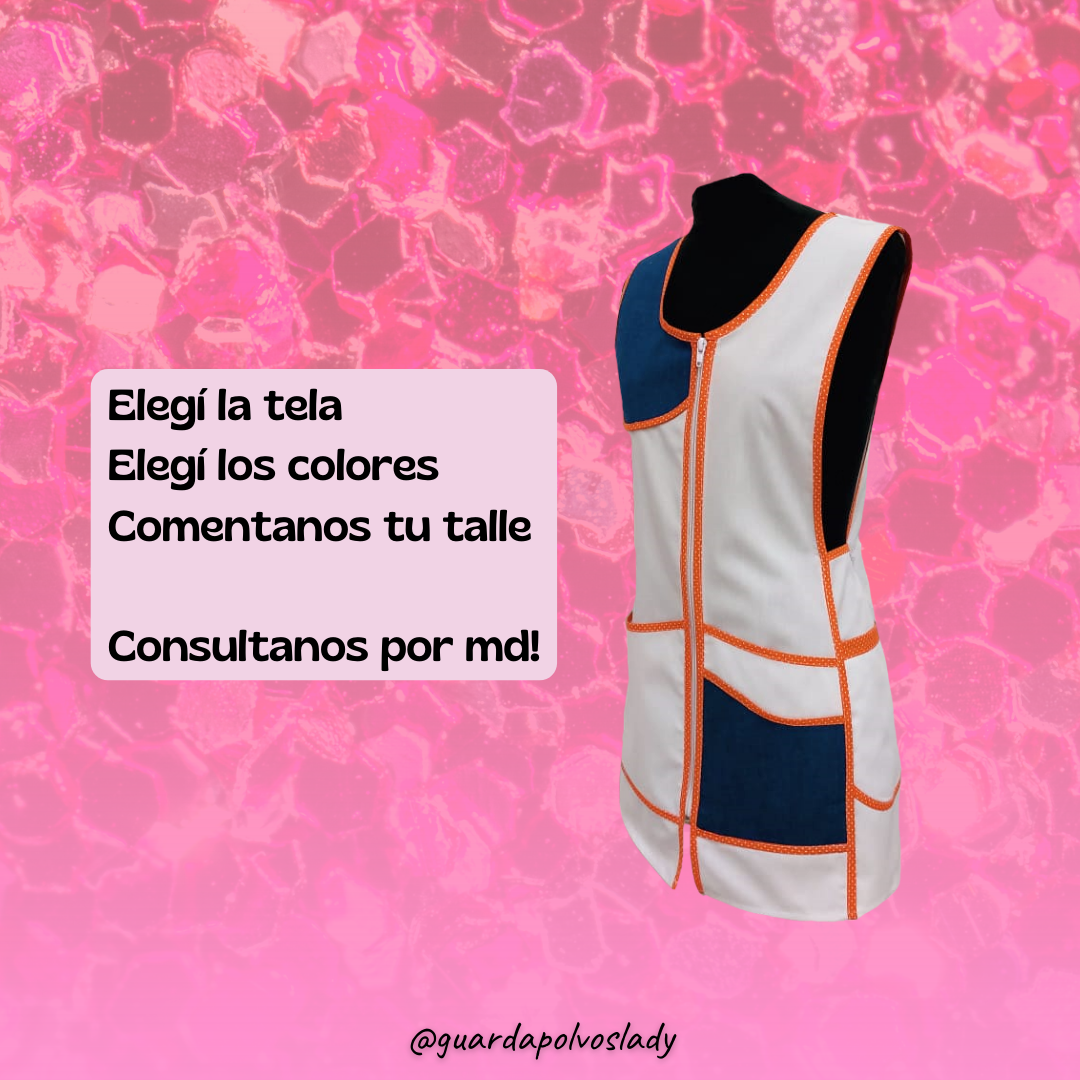 Elegí la tela
Elegí los colores
Comentanos tu talle
Consultanos por md!
@guardapolvoslady